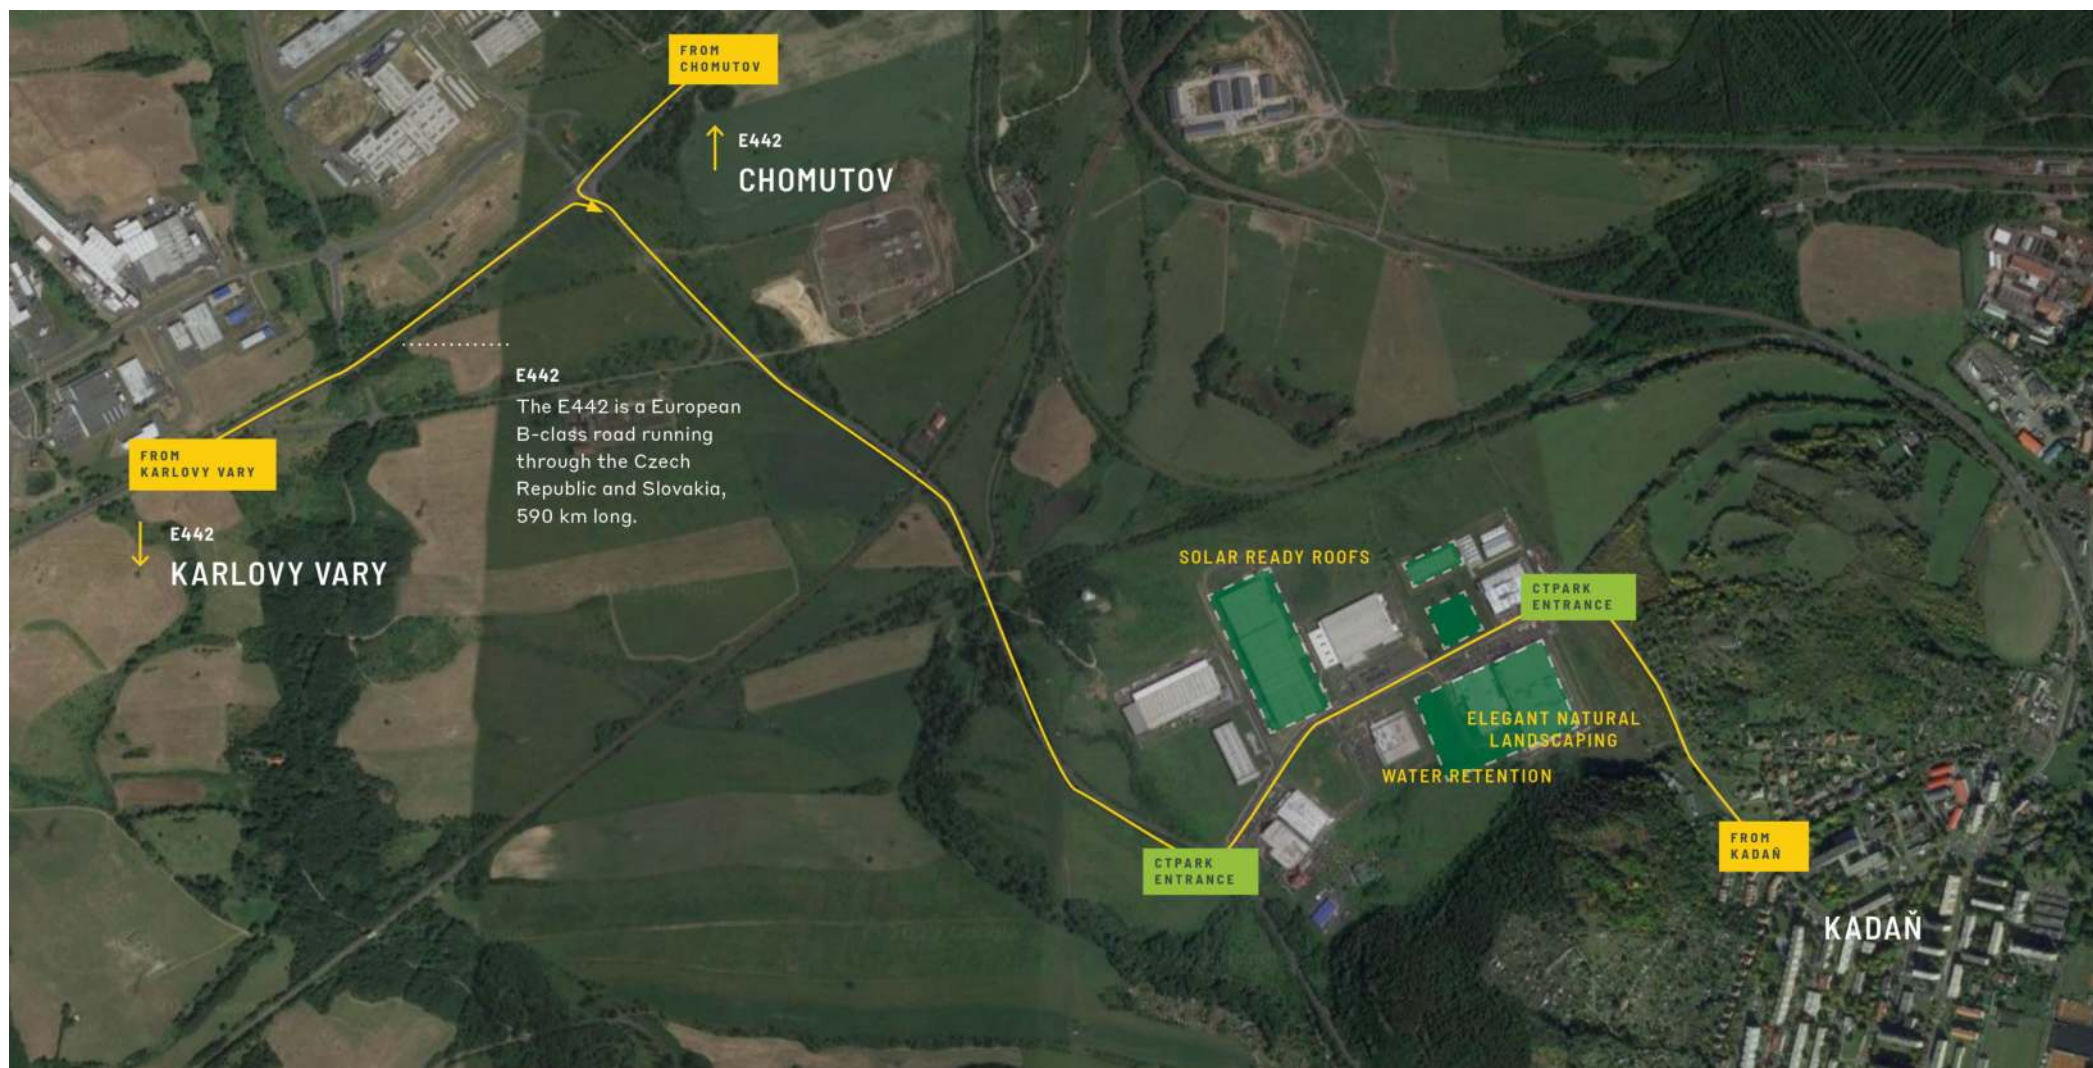 FROM
CHOMUTOV
E442
CHOMUTOV
E442
The E442 is a European
B-class road running
through the Czech
Republic and Slovakia,
590 km long.
FROM
KARLOVY VARY
E442
KARLOVY VARY
SOLAR READY ROOFS
CTPARK
ENTRANCE
ELEGANT NATURAL
LANDSCAPING
WATER RETENTION
CTPARK
ENTRANCE
FROM
KADAŇ
KADAŇ